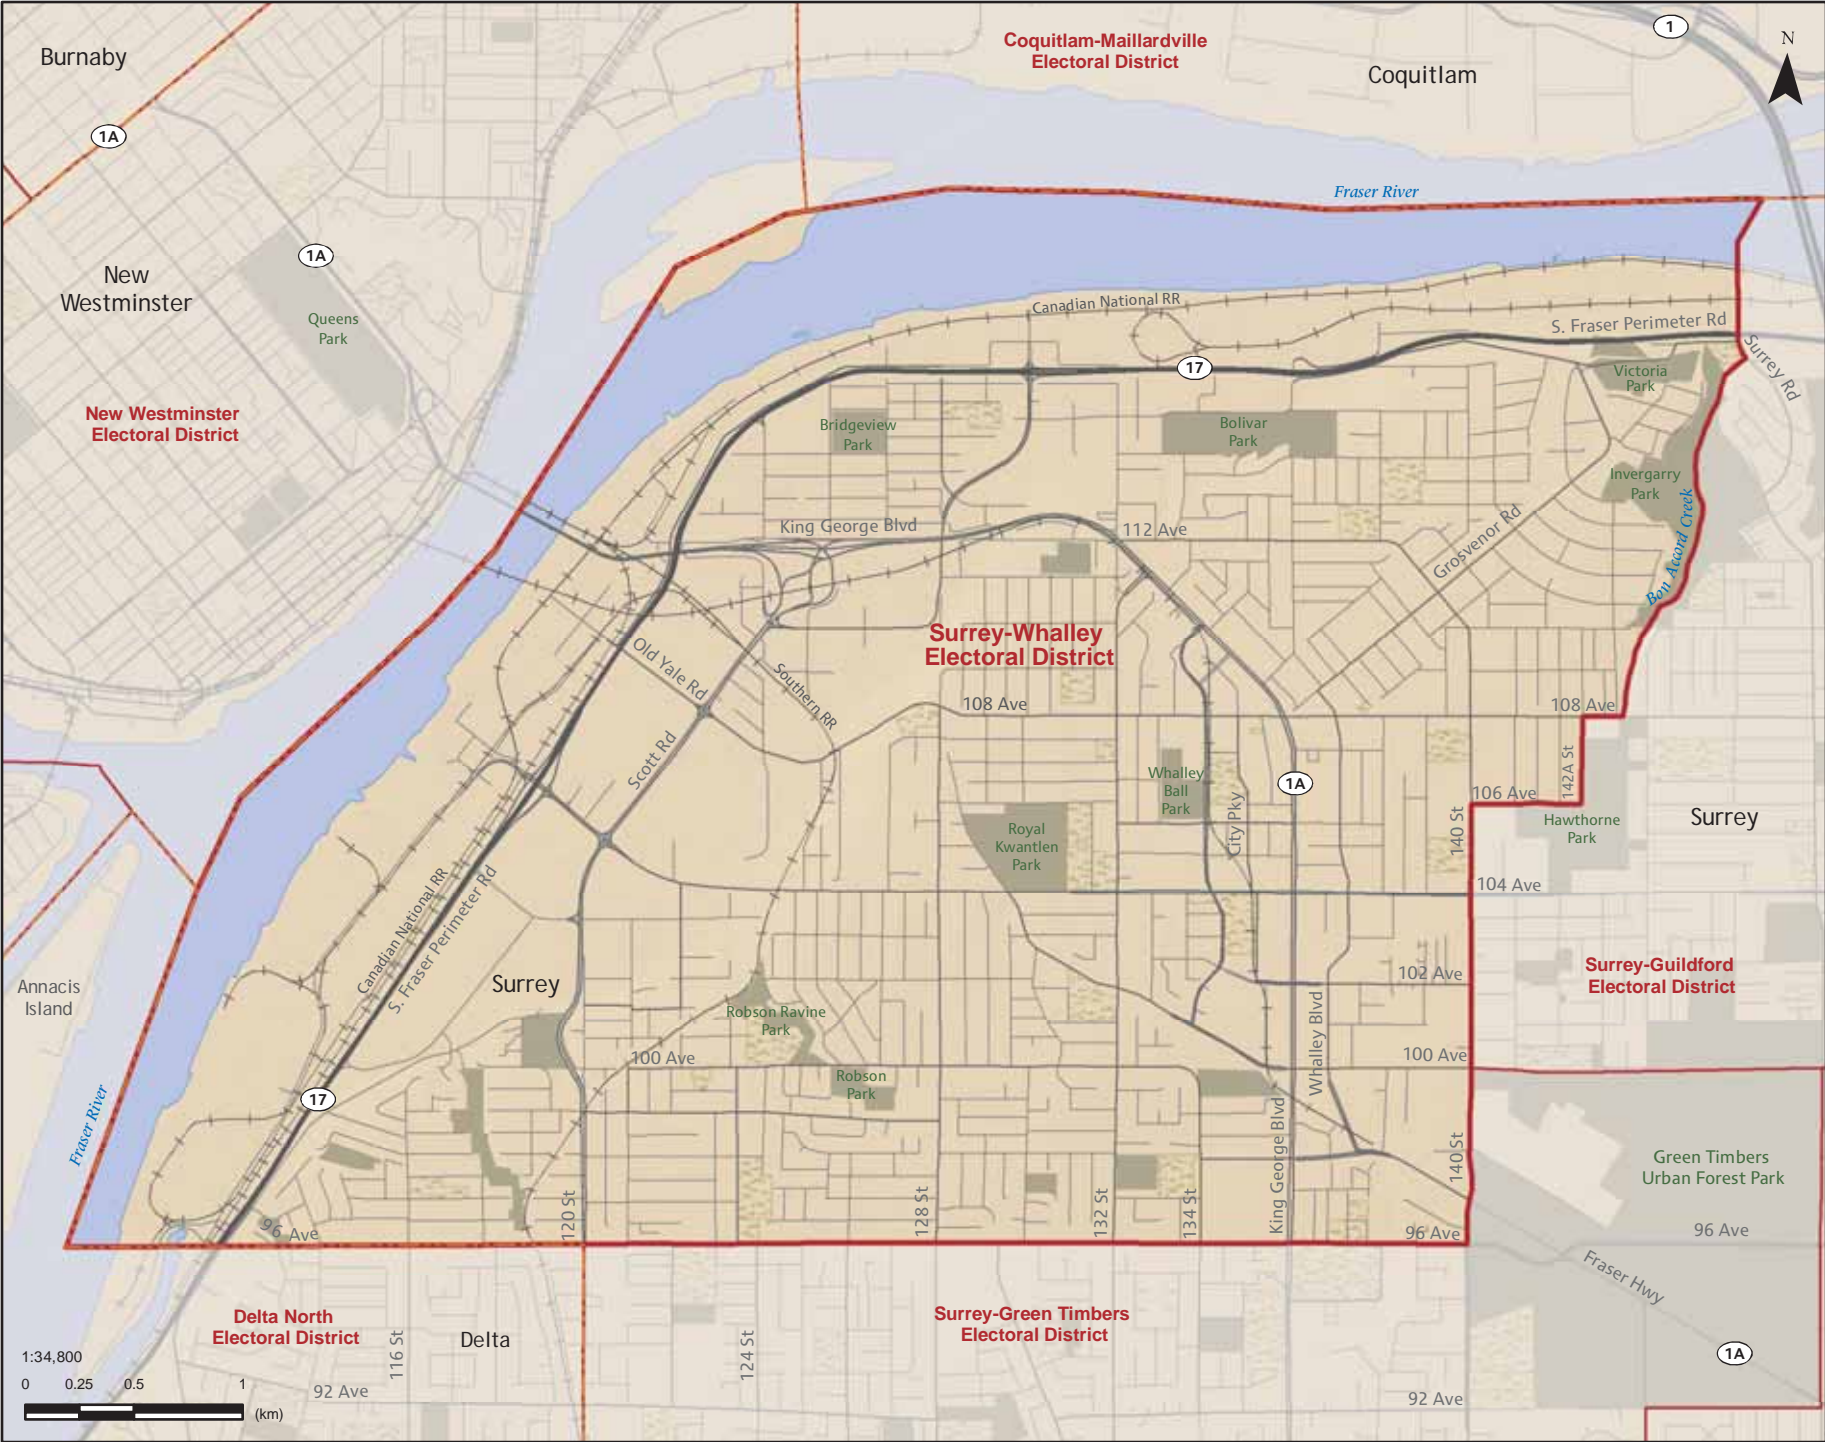 Burnaby
Coquitlam-Maillardville
Electoral District
Coquitlam
1
N
1A
Fraser River
1A
New
Westminster
Queens
Park
Canadian National RR
S. Fraser Perimeter Rd
Surrey Rd
17
Victoria
Park
New Westminster
Electoral District
Bridgeview
Park
Bolivar
Park
Invergarry
Park
King George Blvd
112 Ave
Grosvenor Rd
Bon Accord Creek
Surrey-Whalley
Electoral District
Old Yale Rd
Southern RR
108 Ave
108 Ave
Scott Rd
Whalley
Ball
Park
1A
142A St
106 Ave
Surrey
City Pky
140 St
Hawthorne
Park
Royal
Kwantlen
Park
104 Ave
Canadian National RR
S. Fraser Perimeter Rd
Surrey
102 Ave
Surrey-Guildford
Electoral District
Annacis
Island
Robson Ravine
Park
Whalley Blvd
100 Ave
100 Ave
Robson
Park
17
Fraser River
King George Blvd
140 St
Green Timbers
Urban Forest Park
96 Ave
120 St
128 St
132 St
134 St
96 Ave
96 Ave
Fraser Hwy
Delta North
Electoral District
Delta
Surrey-Green Timbers
Electoral District
116 St
124 St
1A
1:34,800
0 0.25 0.5 1
(km)
92 Ave
92 Ave